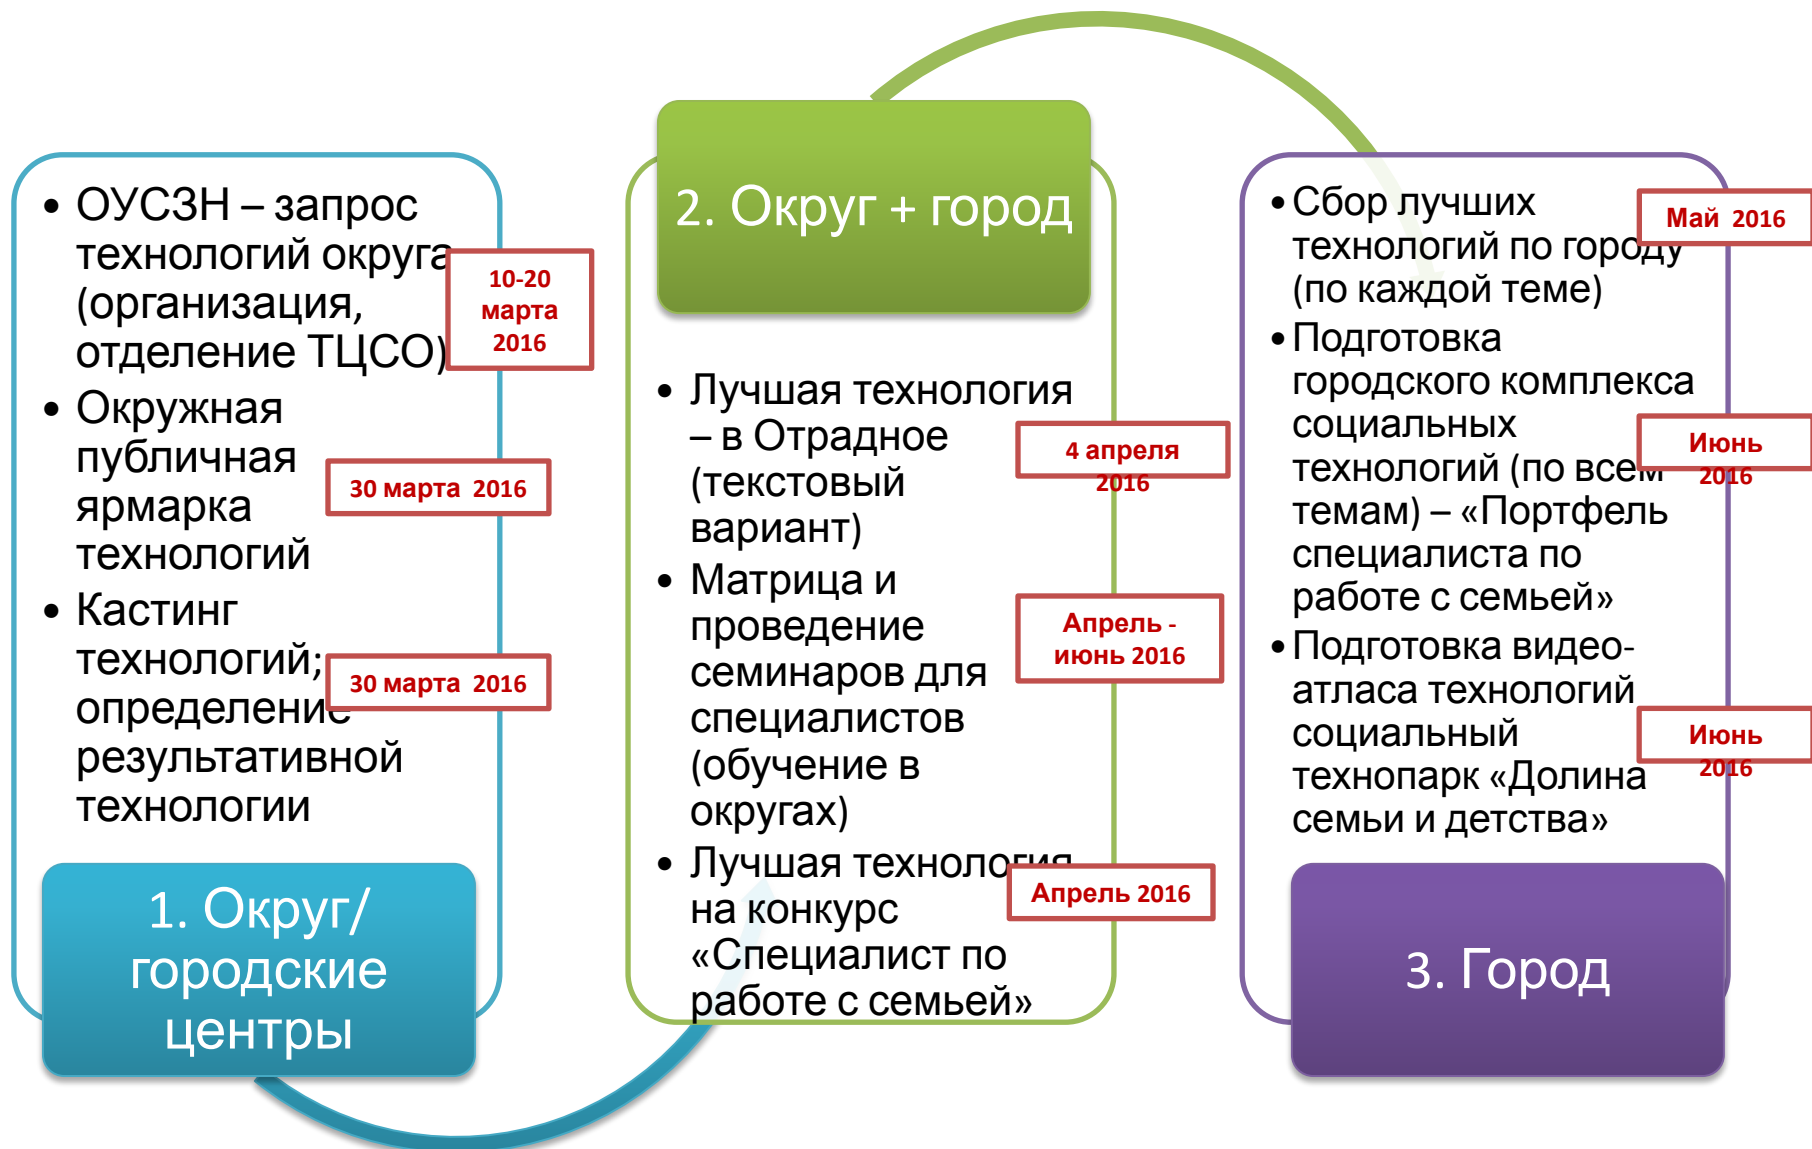 • ОУСЗН – запрос
технологий округа
(организация,
отделение ТЦСО)
10-20
марта
2016
• Окружная
публичная
ярмарка
технологий
30 марта 2016
• Кастинг
технологий;
определение
результативной
технологии
30 марта 2016
1. Округ/
городские
центры
2. Округ + город
• Лучшая технология
– в Отрадное
(текстовый
вариант)
4 апреля
2016
• Матрица и
проведение
семинаров для
специалистов
(обучение в
округах)
Апрель -
июнь 2016
• Лучшая технология
на конкурс
«Специалист по
работе с семьей»
Апрель 2016
• Сбор лучших
технологий по городу
(по каждой теме)
Май 2016
• Подготовка
городского комплекса
социальных
технологий (по всем
темам) – «Портфель
специалиста по
работе с семьей»
Июнь
2016
• Подготовка видео-
атласа технологий
социальный
технопарк «Долина
семьи и детства»
Июнь
2016
3. Город